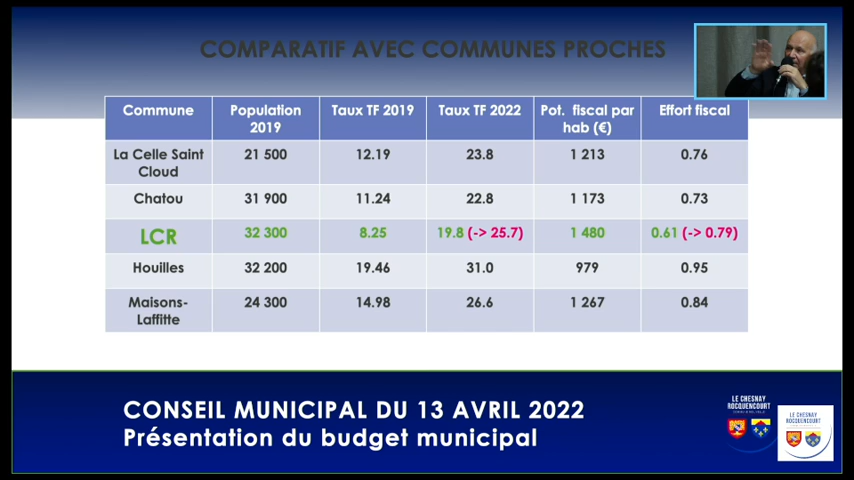 COMPARATIF AVEC COMMUNES PROCHES
Commune Population 2019 Taux TF 2019 Taux TF 2022 Pot. fiscal par hab (€) Effort fiscal
La Celle Saint Cloud 21 500 12.19 23.8 1 213 0.76
Chatou 31 900 11.24 22.8 1 173 0.73
LCR 32 300 8.25 19.8 (-> 25.7) 1 480 0.61 (-> 0.79)
Houilles 32 200 19.46 31.0 979 0.95
Maisons-Laffitte 24 300 14.98 26.6 1 267 0.84
CONSEIL MUNICIPAL DU 13 AVRIL 2022
Présentation du budget municipal
LE CHESNAY
ROCQUENCOURT
LE CHESNAY
ROCQUENCOURT